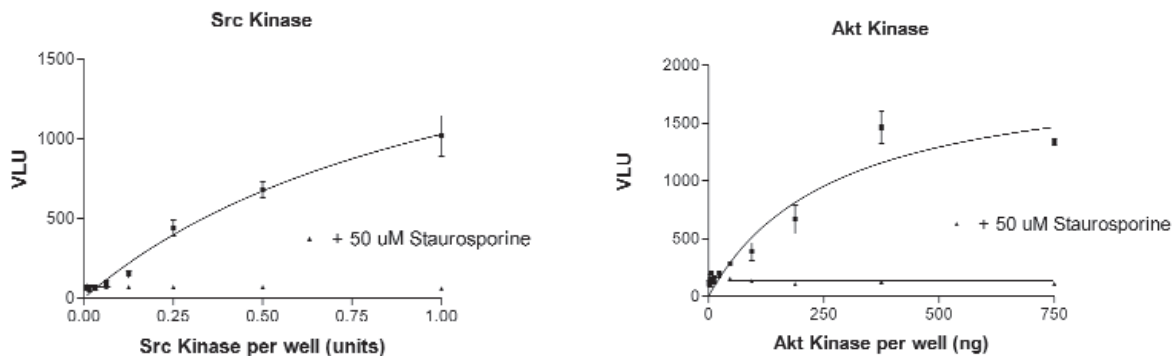 Src Kinase
1500
1000
500
0
0.00 0.25 0.50 0.75 1.00
VLU
+ 50 uM Staurosporine
Src Kinase per well (units)
Akt Kinase
2000
1500
1000
500
0
0 250 500 750
VLU
+ 50 uM Staurosporine
Akt Kinase per well (ng)